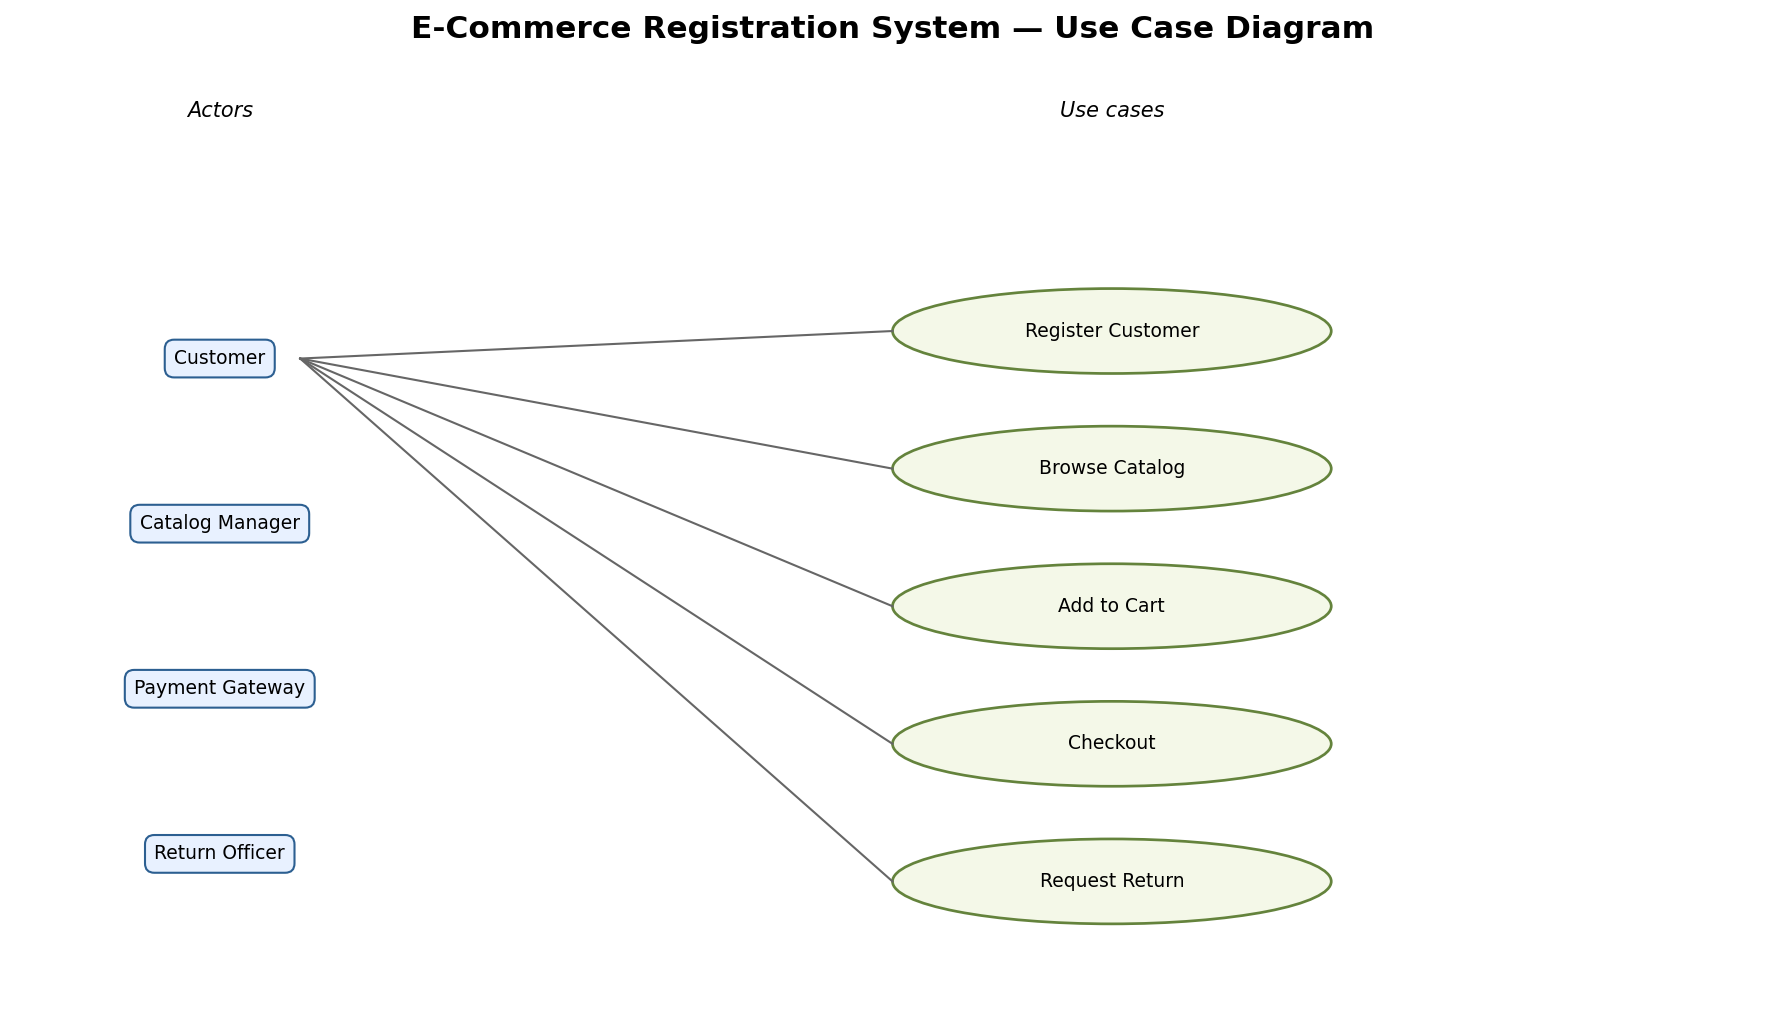 E-Commerce Registration System — Use Case Diagram
Actors
Use cases
Customer
Catalog Manager
Payment Gateway
Return Officer
Register Customer
Browse Catalog
Add to Cart
Checkout
Request Return